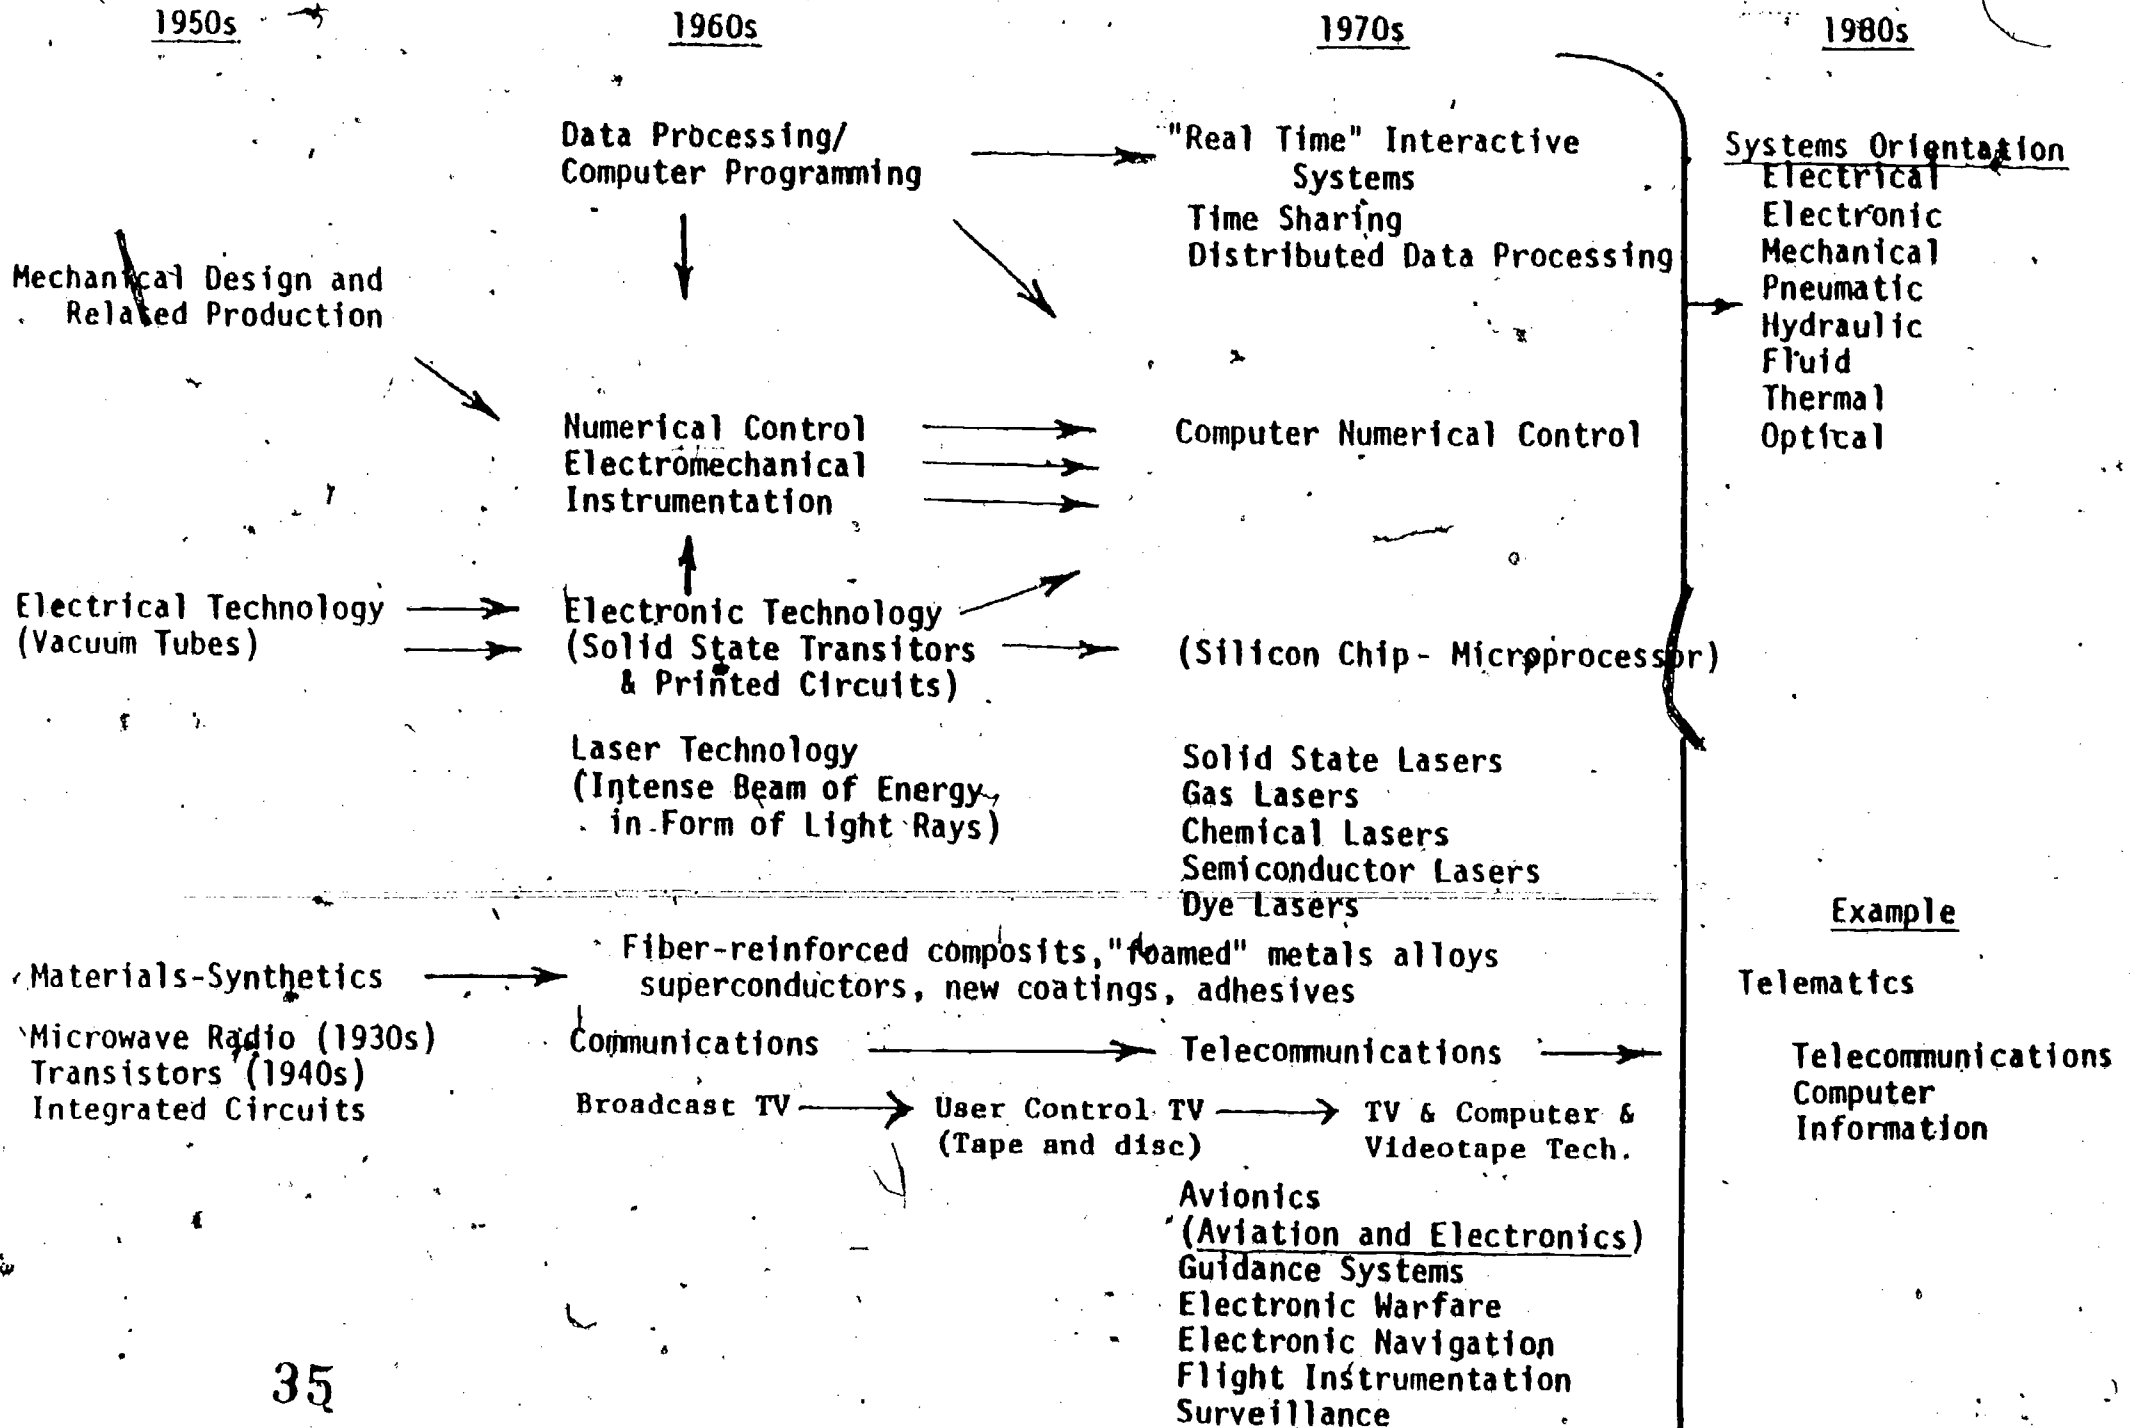 1950s
1960s
1970s
1980s
Data Processing/
Computer Programming
"Real Time" Interactive
Systems
Time Sharing
Distributed Data Processing
Systems Orientation
Electrical
Electronic
Mechanical
Pneumatic
Hydraulic
Fluid
Thermal
Optical
Mechanical Design and
Related Production
Numerical Control
Electromechanical
Instrumentation
Computer Numerical Control
Electrical Technology
(Vacuum Tubes)
Electronic Technology
(Solid State Transitors
& Printed Circuits)
(Silicon Chip- Microprocessor)
Laser Technology
(Intense Beam of Energy
in Form of Light Rays)
Solid State Lasers
Gas Lasers
Chemical Lasers
Semiconductor Lasers
Dye Lasers
Materials-Synthetics
Fiber-reinforced composits, "foamed" metals alloys
superconductors, new coatings, adhesives
Example
Telematics
Microwave Radio (1930s)
Transistors (1940s)
Integrated Circuits
Communications
Telecommunications
Telecommunications
Computer
Information
Broadcast TV
User Control TV
(Tape and disc)
TV & Computer &
Videotape Tech.
Avionics
(Aviation and Electronics)
Guidance Systems
Electronic Warfare
Electronic Navigation
Flight Instrumentation
Surveillance
35